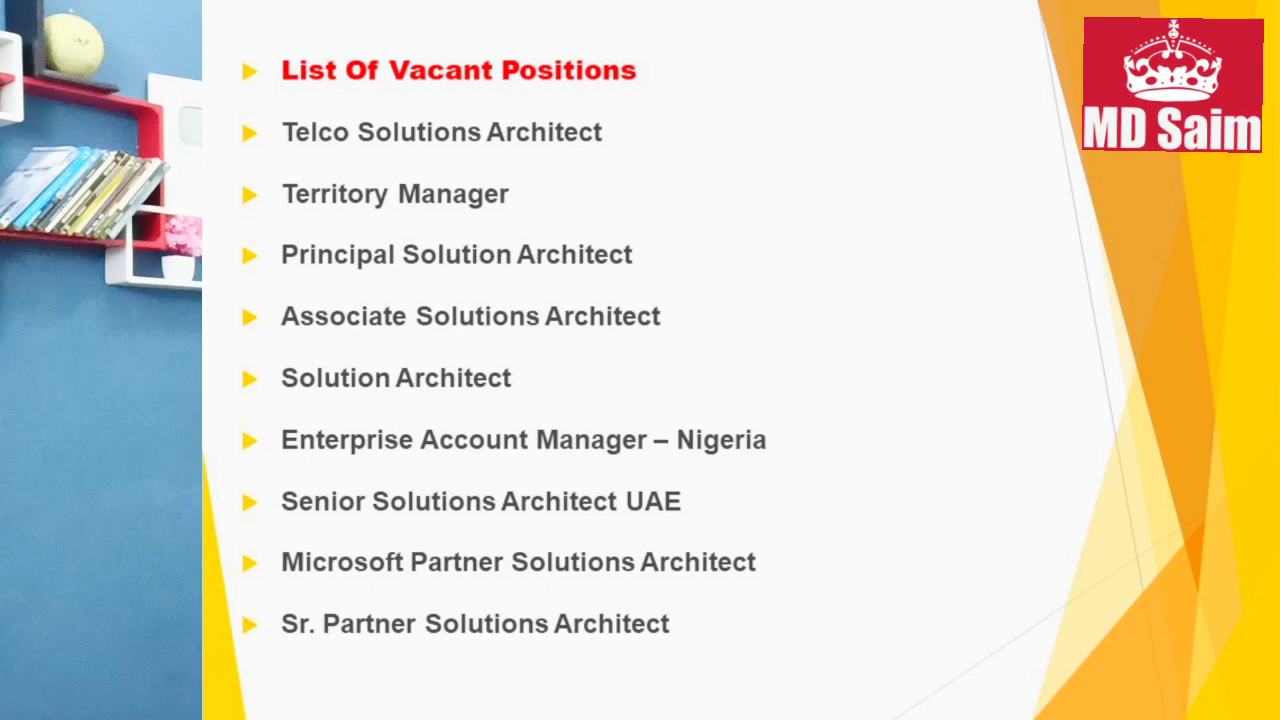 List Of Vacant Positions
Telco Solutions Architect
Territory Manager
Principal Solution Architect
Associate Solutions Architect
Solution Architect
Enterprise Account Manager – Nigeria
Senior Solutions Architect UAE
Microsoft Partner Solutions Architect
Sr. Partner Solutions Architect
MD Saim